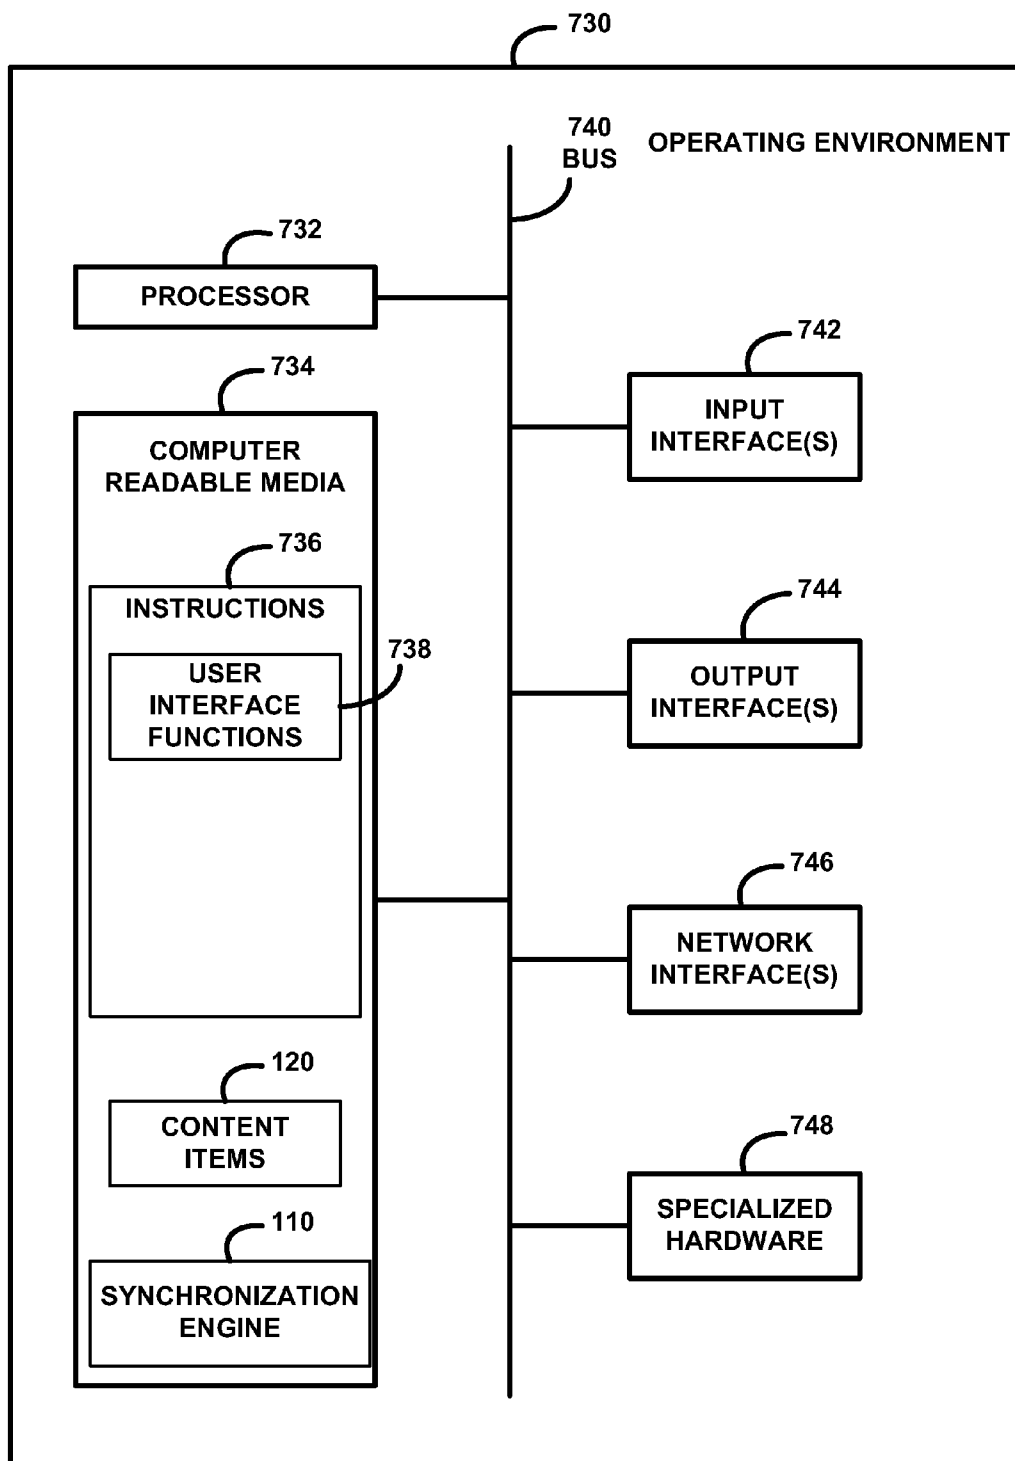 730
740
BUS
OPERATING ENVIRONMENT
732
PROCESSOR
742
INPUT
INTERFACE(S)
734
COMPUTER
READABLE MEDIA
736
INSTRUCTIONS
738
USER
INTERFACE
FUNCTIONS
744
OUTPUT
INTERFACE(S)
746
NETWORK
INTERFACE(S)
120
CONTENT
ITEMS
748
SPECIALIZED
HARDWARE
110
SYNCHRONIZATION
ENGINE